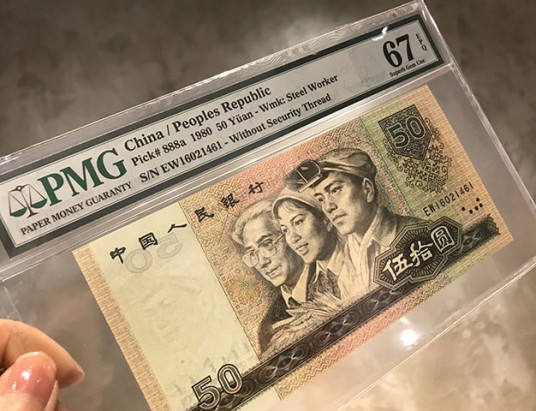 PMG
PAPER MONEY GUARANTY
China / Peoples Republic
Pick# 888a 1980 50 Yüan - Wmk: Steel Worker
S/N EW16021461 - Without Security Thread
67 EPQ
Superb Gem Unc
中国人民银行
50
EW16021461
伍拾圆
50